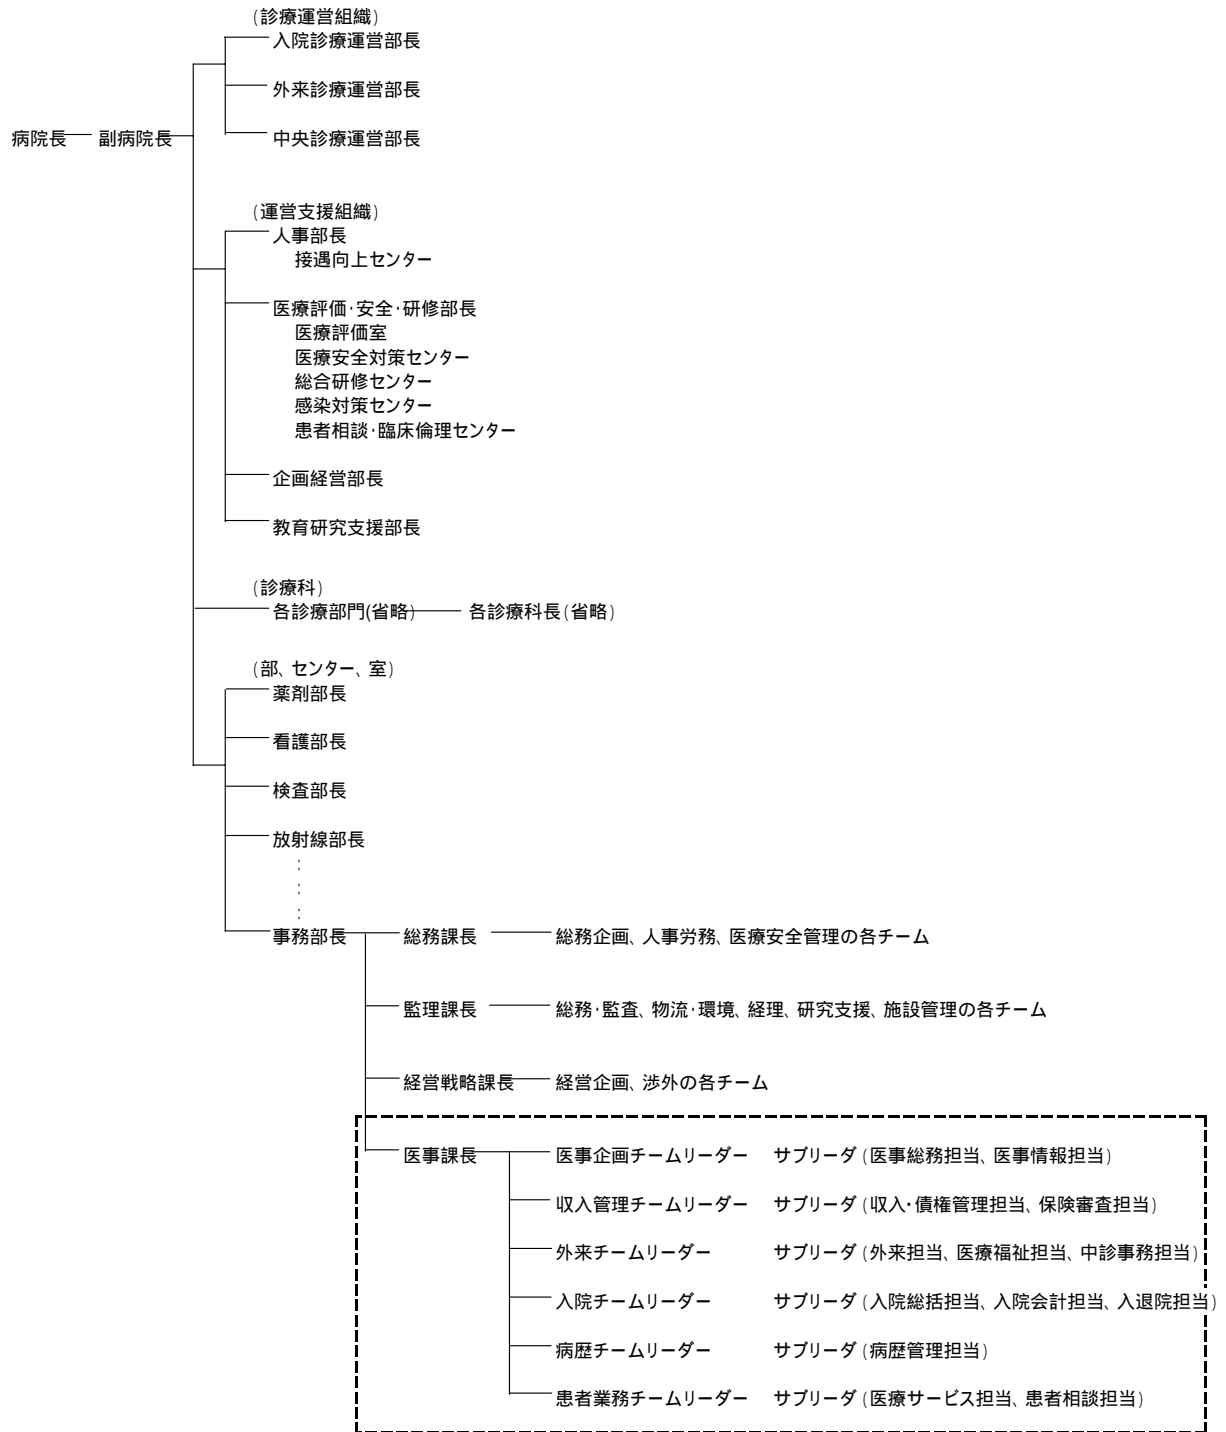 (診療運営組織)
入院診療運営部長
外来診療運営部長
病院長 副病院長 中央診療運営部長
(運営支援組織)
人事部長
接遇向上センター
医療評価・安全・研修部長
医療評価室
医療安全対策センター
総合研修センター
感染対策センター
患者相談・臨床倫理センター
企画経営部長
教育研究支援部長
(診療科)
各診療部門(省略) 各診療科長(省略)
(部、センター、室)
薬剤部長
看護部長
検査部長
放射線部長
:
:
:
事務部長 総務課長 総務企画、人事労務、医療安全管理の各チーム
監理課長 総務・監査、物流・環境、経理、研究支援、施設管理の各チーム
経営戦略課長 経営企画、渉外の各チーム
医事課長 医事企画チームリーダー サブリーダ(医事総務担当、医事情報担当)
収入管理チームリーダー サブリーダ(収入・債権管理担当、保険審査担当)
外来チームリーダー サブリーダ(外来担当、医療福祉担当、中診事務担当)
入院チームリーダー サブリーダ(入院総括担当、入院会計担当、入退院担当)
病歴チームリーダー サブリーダ(病歴管理担当)
患者業務チームリーダー サブリーダ(医療サービス担当、患者相談担当)